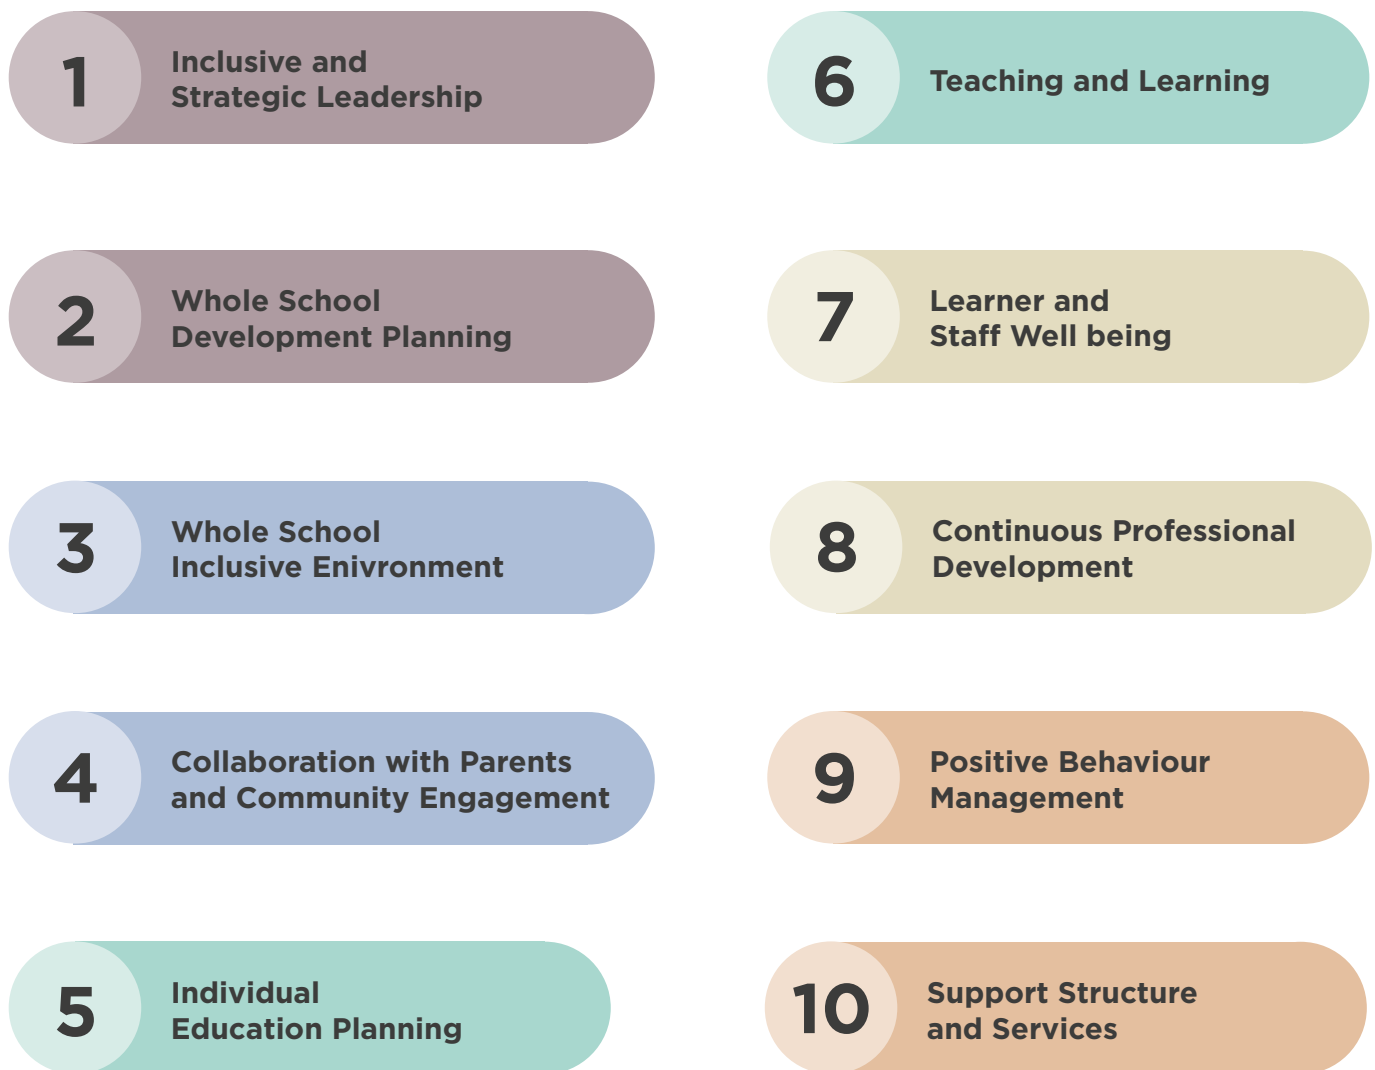 1
Inclusive and
Strategic Leadership
2
Whole School
Development Planning
3
Whole School
Inclusive Enivronment
4
Collaboration with Parents
and Community Engagement
5
Individual
Education Planning
6
Teaching and Learning
7
Learner and
Staff Well being
8
Continuous Professional
Development
9
Positive Behaviour
Management
10
Support Structure
and Services